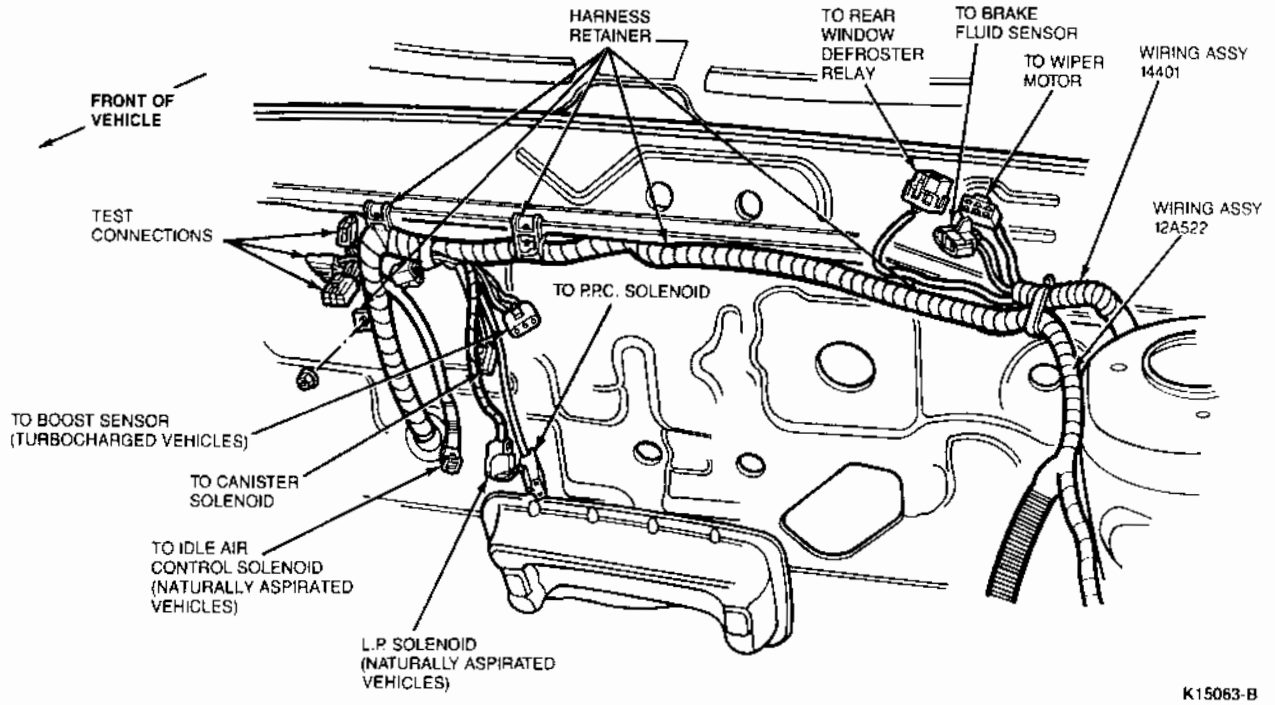 HARNESS
RETAINER
TO REAR
WINDOW
DEFROSTER
RELAY
TO BRAKE
FLUID SENSOR
TO WIPER
MOTOR
WIRING ASSY
14401
FRONT OF
VEHICLE
TEST
CONNECTIONS
WIRING ASSY
12A522
TO P.P.C. SOLENOID
TO BOOST SENSOR
(TURBOCHARGED VEHICLES)
TO CANISTER
SOLENOID
TO IDLE AIR
CONTROL SOLENOID
(NATURALLY ASPIRATED
VEHICLES)
L.P. SOLENOID
(NATURALLY ASPIRATED
VEHICLES)
K15063-B